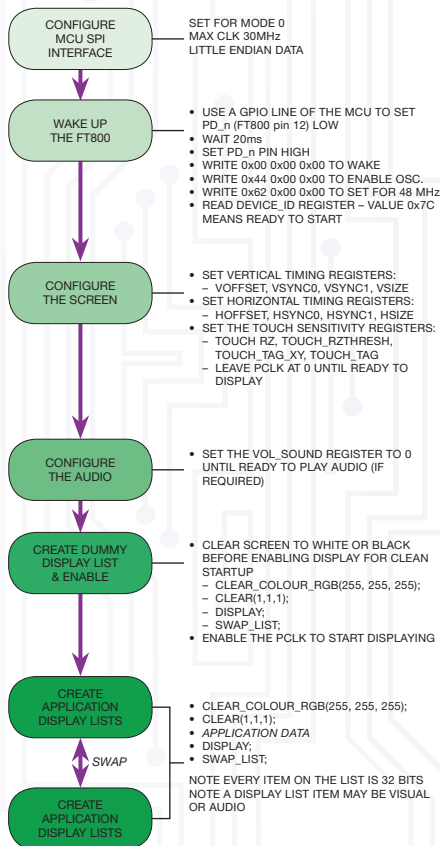 CONFIGURE
MCU SPI
INTERFACE
SET FOR MODE 0
MAX CLK 30MHz
LITTLE ENDIAN DATA
WAKE UP
THE FT800
• USE A GPIO LINE OF THE MCU TO SET
PD_n (FT800 pin 12) LOW
• WAIT 20ms
• SET PD_n PIN HIGH
• WRITE 0x00 0x00 0x00 TO WAKE
• WRITE 0x44 0x00 0x00 TO ENABLE OSC.
• WRITE 0x62 0x00 0x00 TO SET FOR 48 MHz
• READ DEVICE_ID REGISTER – VALUE 0x7C
MEANS READY TO START
CONFIGURE
THE SCREEN
• SET VERTICAL TIMING REGISTERS:
– VOFFSET, VSYNC0, VSYNC1, VSIZE
• SET HORIZONTAL TIMING REGISTERS:
– HOFFSET, HSYNC0, HSYNC1, HSIZE
• SET THE TOUCH SENSITIVITY REGISTERS:
– TOUCH RZ, TOUCH_RZTHRESH,
TOUCH_TAG_XY, TOUCH_TAG
– LEAVE PCLK AT 0 UNTIL READY TO
DISPLAY
CONFIGURE
THE AUDIO
• SET THE VOL_SOUND REGISTER TO 0
UNTIL READY TO PLAY AUDIO (IF
REQUIRED)
CREATE DUMMY
DISPLAY LIST
& ENABLE
• CLEAR SCREEN TO WHITE OR BLACK
BEFORE ENABLING DISPLAY FOR CLEAN
STARTUP
– CLEAR_COLOUR_RGB(255, 255, 255);
– CLEAR(1,1,1);
– DISPLAY;
– SWAP_LIST;
• ENABLE THE PCLK TO START DISPLAYING
CREATE
APPLICATION
DISPLAY LISTS
SWAP
CREATE
APPLICATION
DISPLAY LISTS
• CLEAR_COLOUR_RGB(255, 255, 255);
• CLEAR(1,1,1);
• APPLICATION DATA
• DISPLAY;
• SWAP_LIST;
NOTE EVERY ITEM ON THE LIST IS 32 BITS
NOTE A DISPLAY LIST ITEM MAY BE VISUAL
OR AUDIO